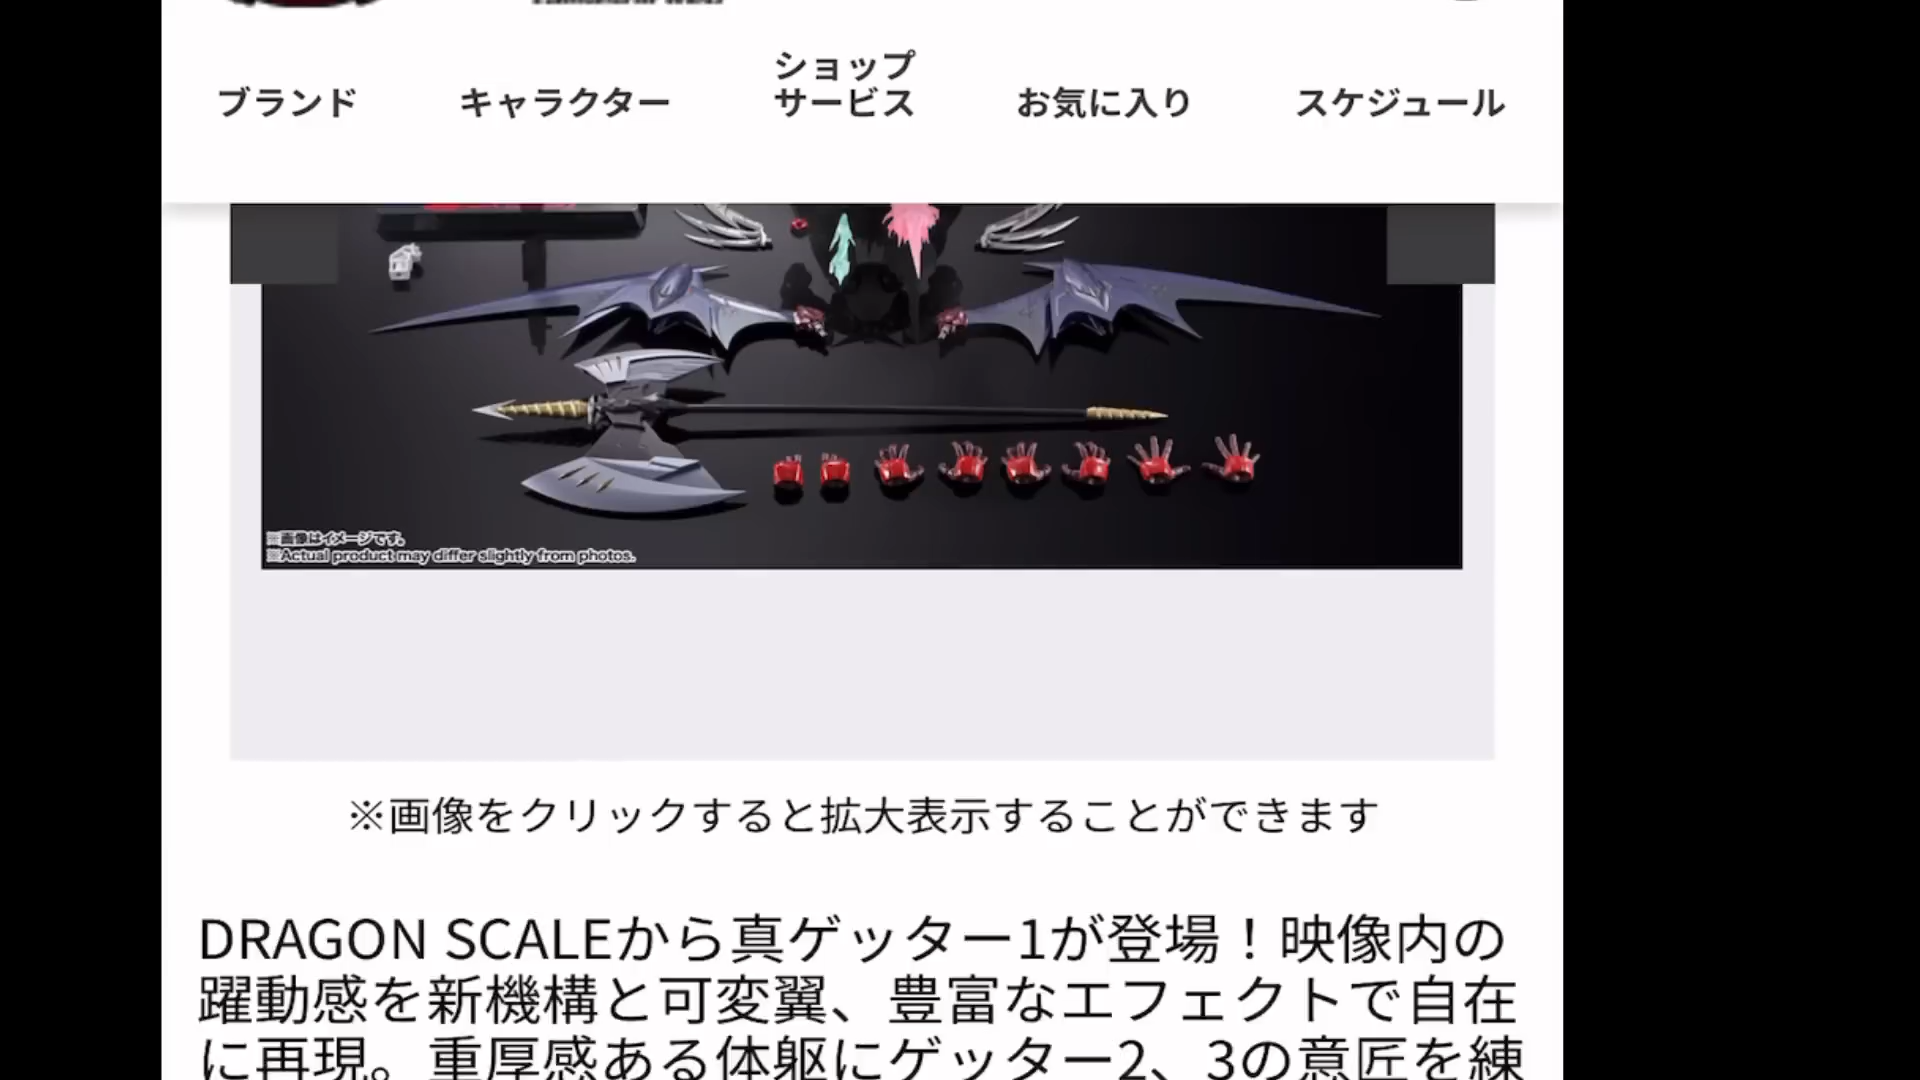 ブランド
キャラクター
ショップ
サービス
お気に入り
スケジュール
※画像はイメージです。
※Actual product may differ slightly from photos.
※画像をクリックすると拡大表示することができます
DRAGON SCALEから真ゲッター1が登場！映像内の
躍動感を新機構と可変翼、豊富なエフェクトで自在
に再現。重厚感ある体躯にゲッター2、3の意匠を練